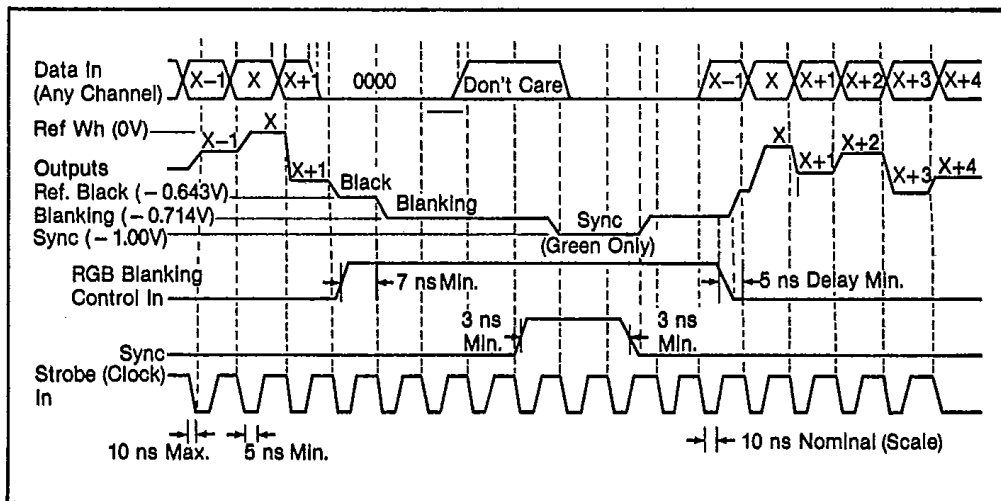 Data In
(Any Channel)
X–1 X X+1 0000 Don't Care X–1 X X+1 X+2 X+3 X+4
Ref Wh (0V)
X–1 X X+1 X X+1 X+2 X+3 X+4
Outputs
Ref. Black (– 0.643V) Black
Blanking (– 0.714V) Blanking
Sync (– 1.00V) Sync
(Green Only)
RGB Blanking
Control In
7 ns Min. 5 ns Delay Min.
3 ns
Min.
3 ns
Min.
Sync
Strobe (Clock)
In
10 ns Max. 5 ns Min. 10 ns Nominal (Scale)